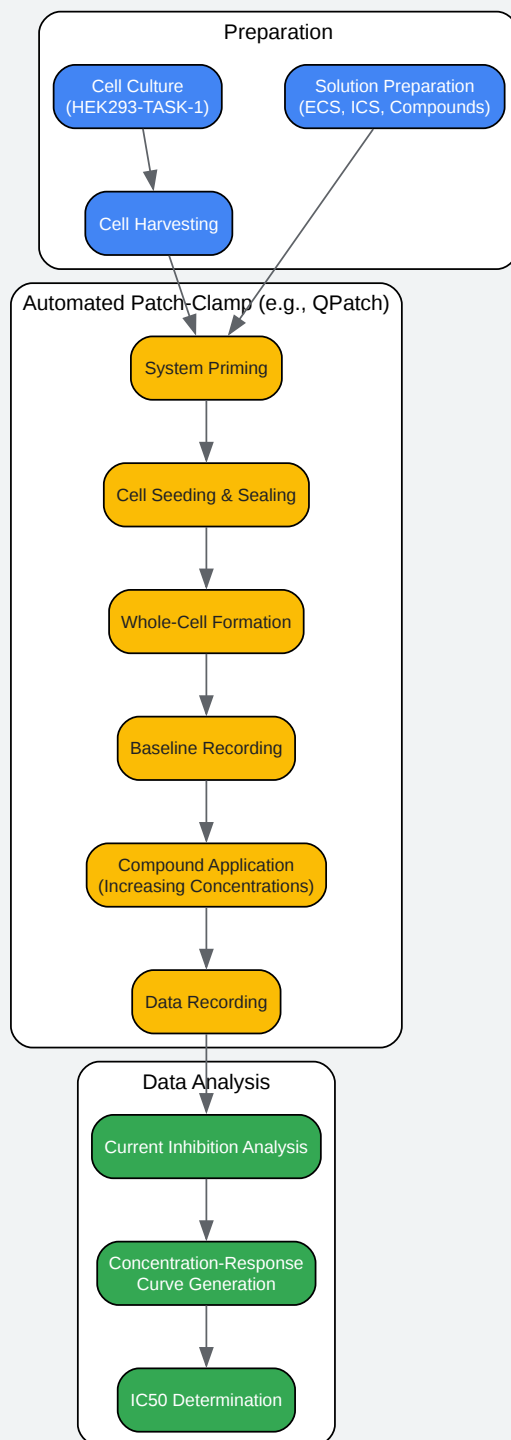 Preparation
Cell Culture
(HEK293-TASK-1)
Solution Preparation
(ECS, ICS, Compounds)
Cell Harvesting
Automated Patch-Clamp (e.g., QPatch)
System Priming
Cell Seeding & Sealing
Whole-Cell Formation
Baseline Recording
Compound Application
(Increasing Concentrations)
Data Recording
Data Analysis
Current Inhibition Analysis
Concentration-Response
Curve Generation
IC50 Determination